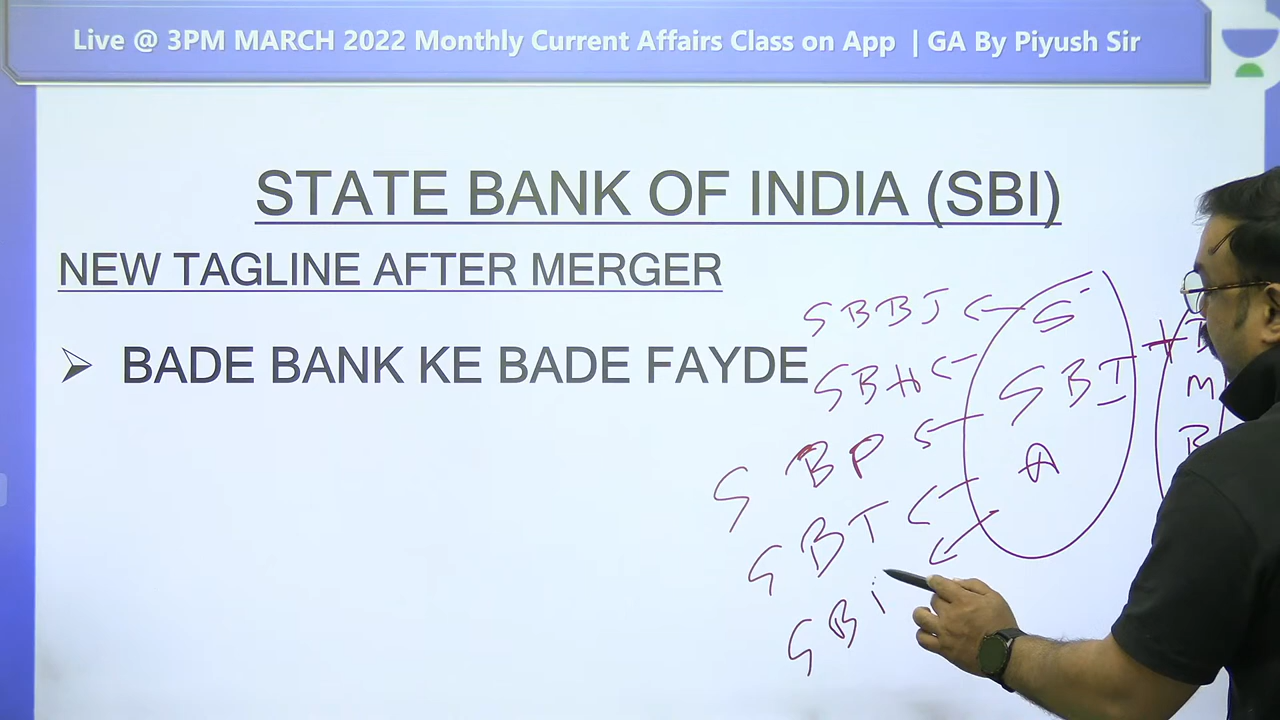 Live @ 3PM MARCH 2022 Monthly Current Affairs Class on App | GA By Piyush Sir
STATE BANK OF INDIA (SBI)
NEW TAGLINE AFTER MERGER
➢ BADE BANK KE BADE FAYDE
SBBJ
S
SBH
SBI
M
SBP
A
B
SBT
SBi